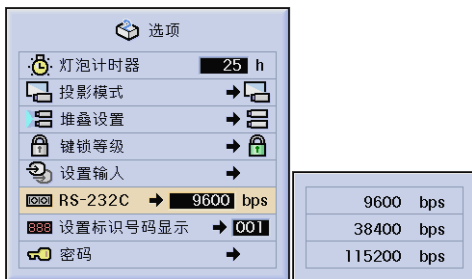 选项
灯泡计时器 25 h
投影模式
堆叠设置
键锁等级
设置输入
RS-232C 9600 bps
设置标识号码显示 001
密码
9600 bps
38400 bps
115200 bps